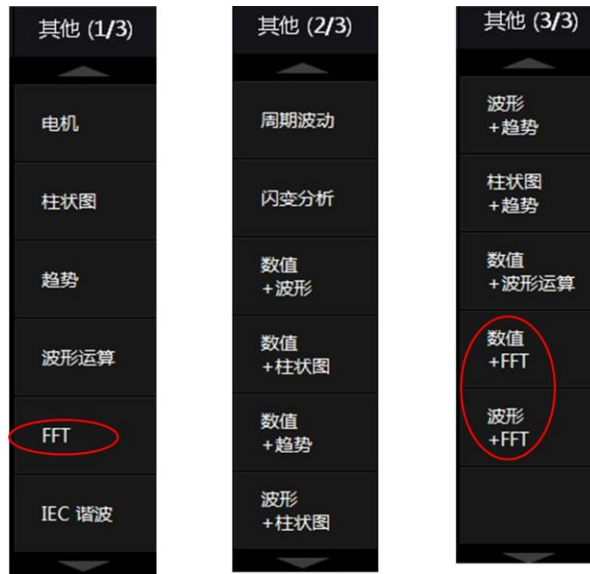 其他 (1/3)
电机
柱状图
趋势
波形运算
FFT
IEC 谐波
其他 (2/3)
周期波动
闪变分析
数值
+波形
数值
+柱状图
数值
+趋势
波形
+柱状图
其他 (3/3)
波形
+趋势
柱状图
+趋势
数值
+波形运算
数值
+FFT
波形
+FFT